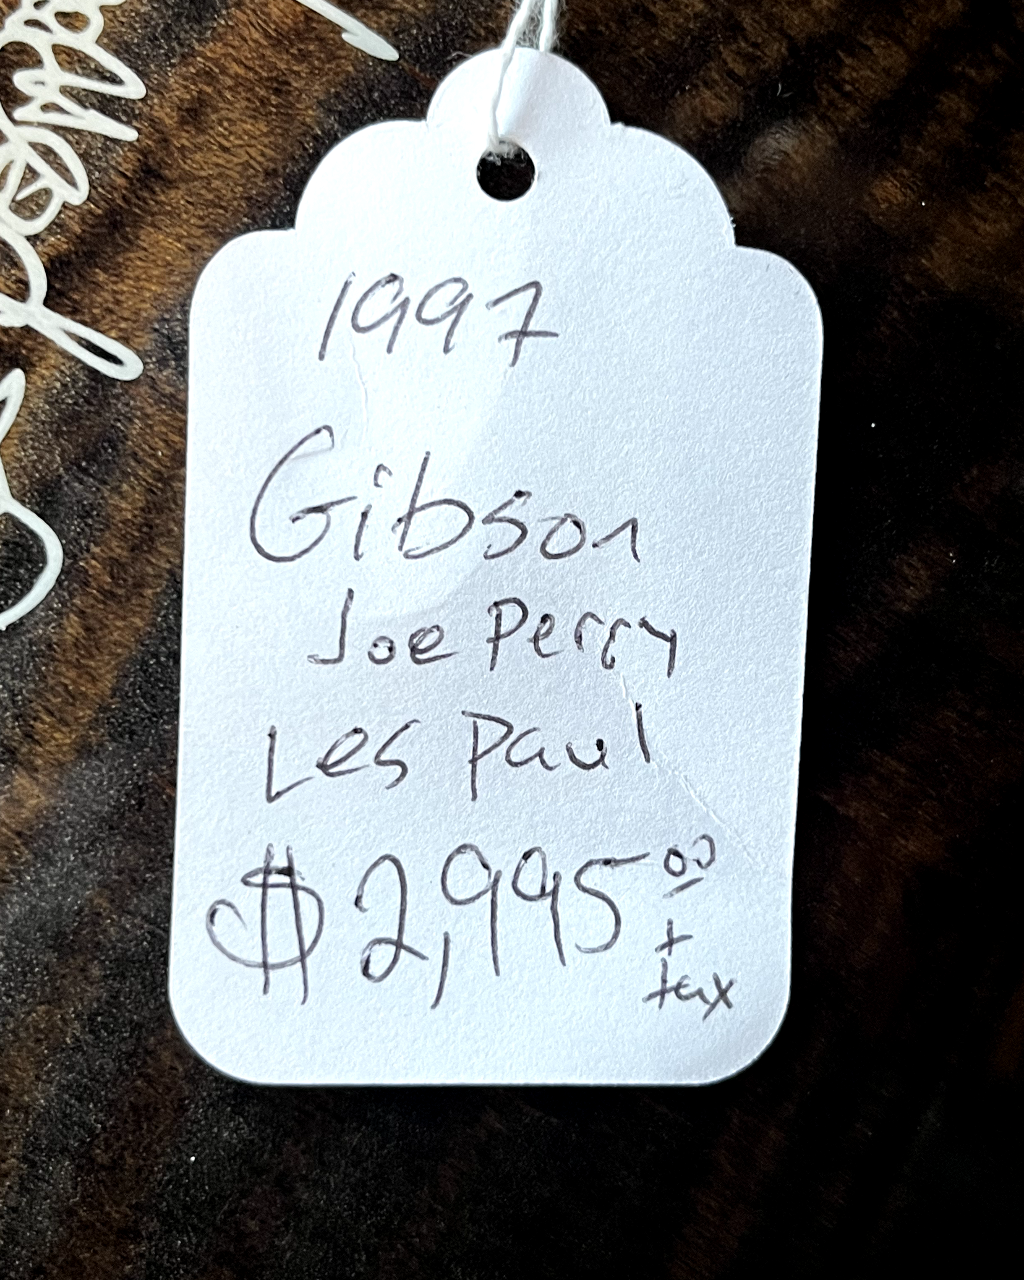 1997
Gibson
Joe Perry
Les Paul
$2,995.00
+
tax